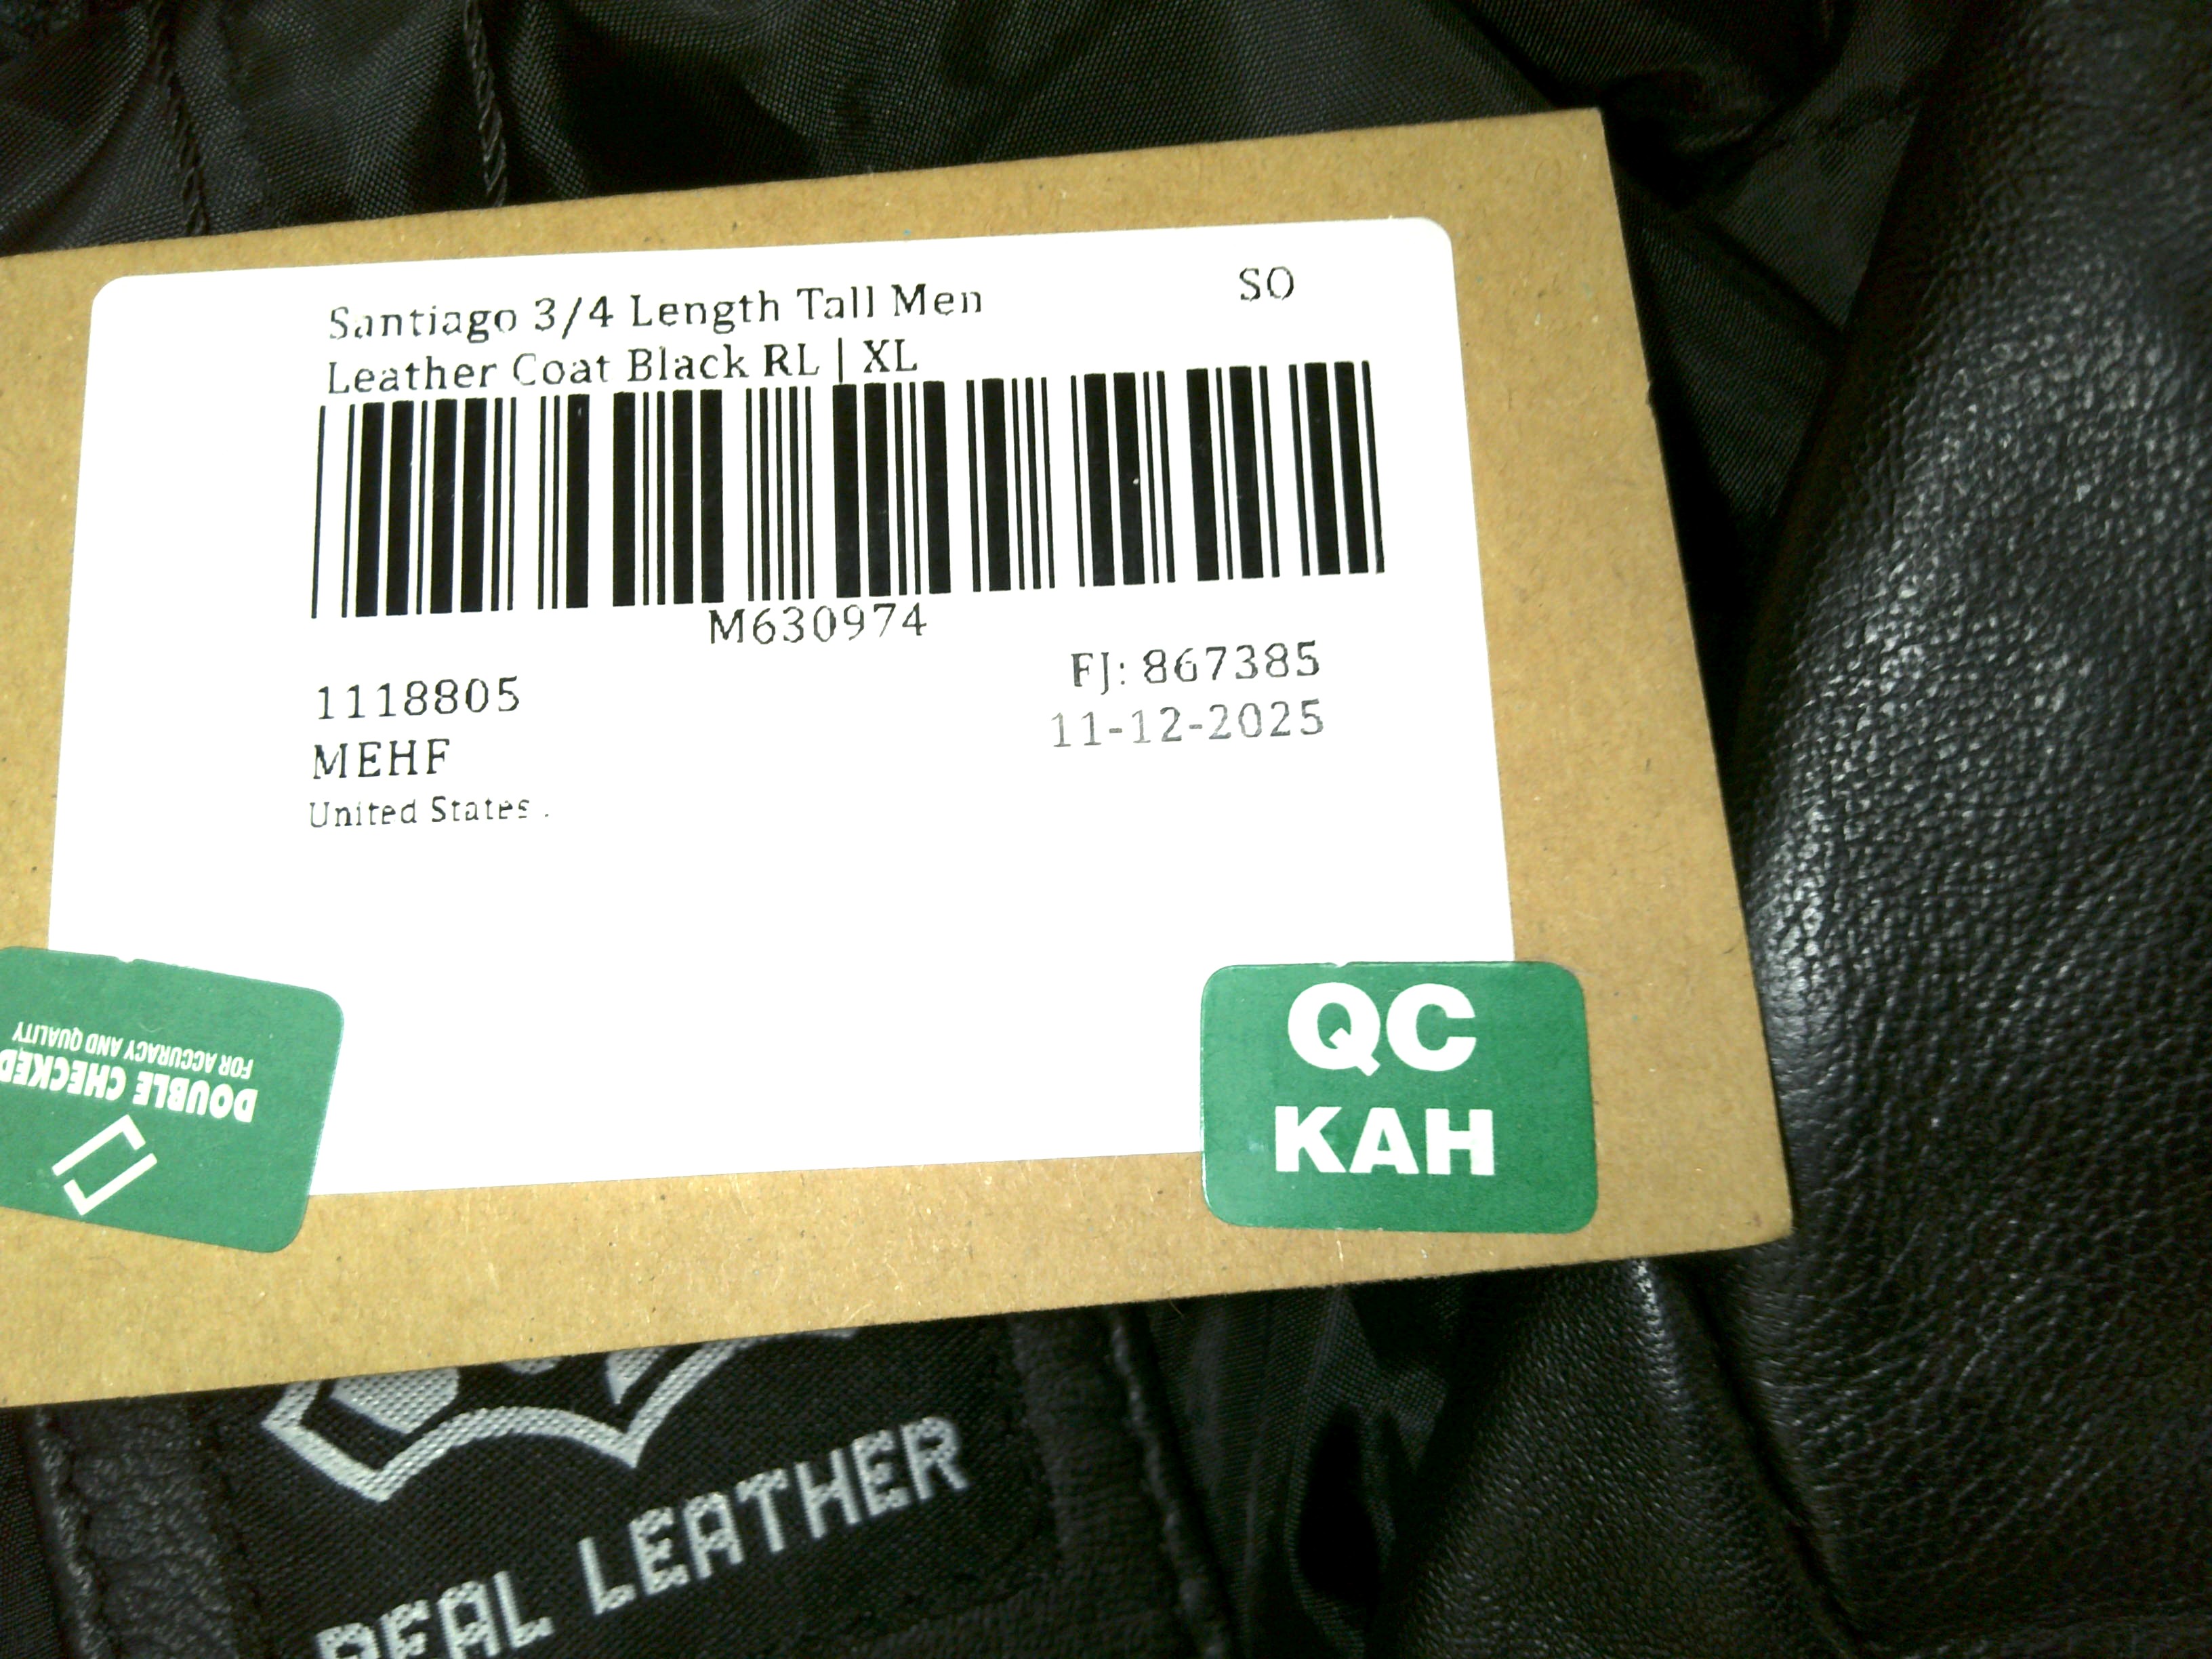 Santiago 3/4 Length Tall Men
SO
Leather Coat Black RL | XL
M630974
1118805
FJ: 867385
MEHF
11-12-2025
United States .
DOUBLE CHECKED
FOR ACCURACY AND QUALITY
QC
KAH
REAL LEATHER